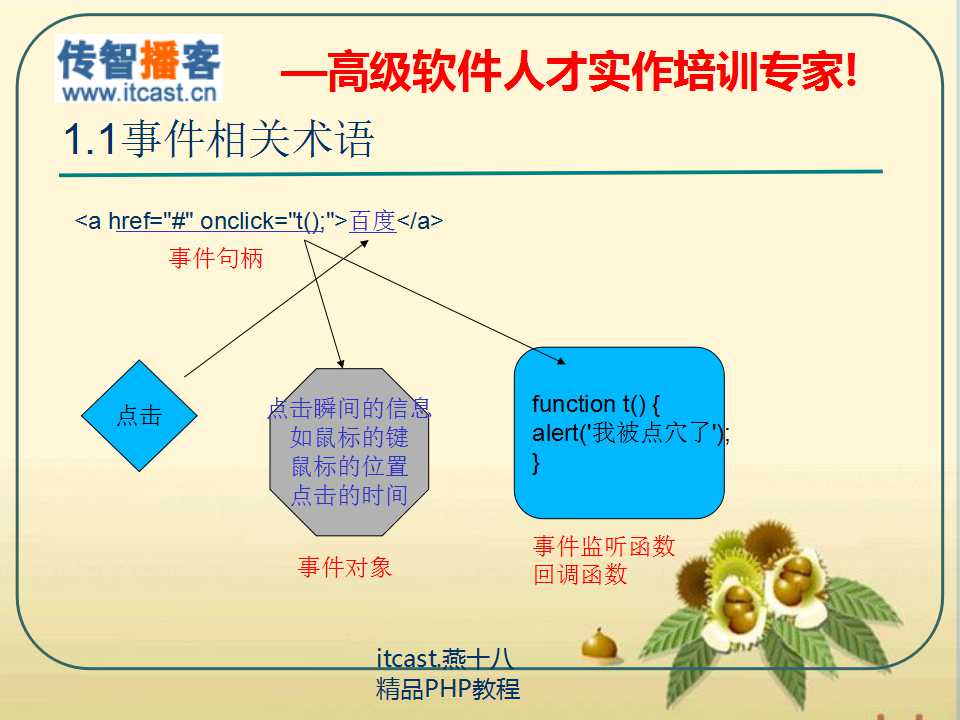 传智播客
www.itcast.cn
—高级软件人才实作培训专家!
1.1事件相关术语
<a href="#" onclick="t();">百度</a>
事件句柄
点击
点击瞬间的信息
如鼠标的键
鼠标的位置
点击的时间
事件对象
function t() {
alert('我被点穴了');
}
事件监听函数
回调函数
itcast.燕十八
精品PHP教程